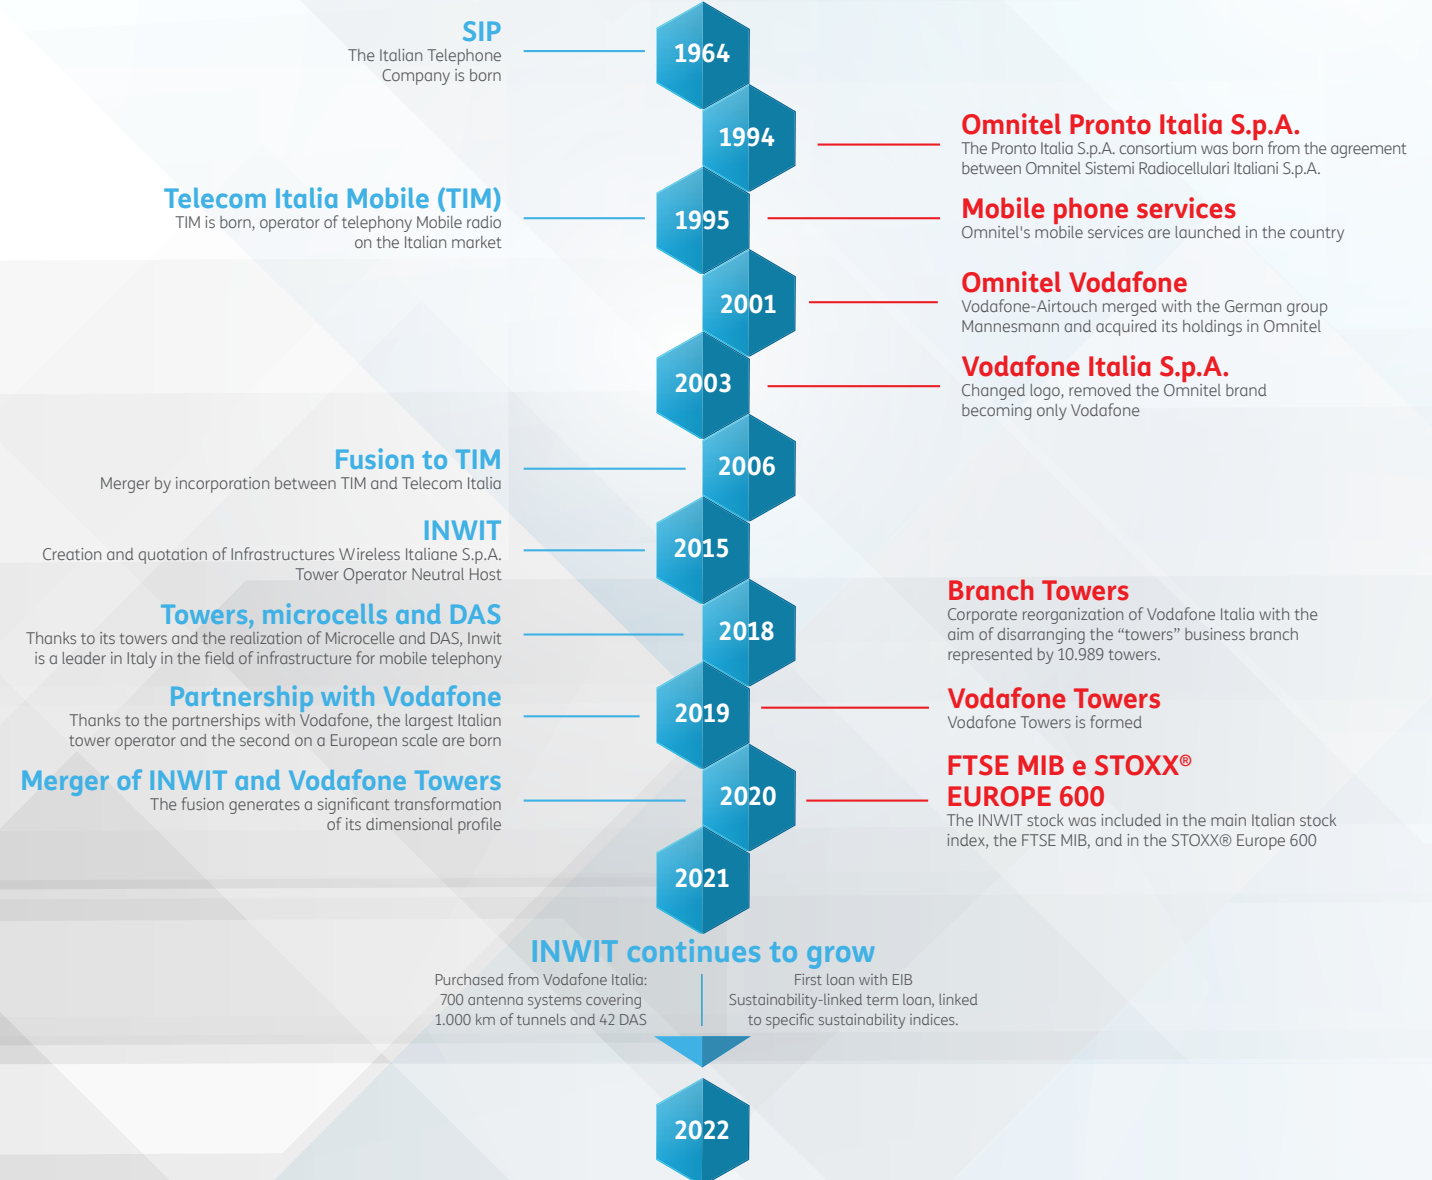 SIP
The Italian Telephone
Company is born
1964
1994
Omnitel Pronto Italia S.p.A.
The Pronto Italia S.p.A. consortium was born from the agreement
between Omnitel Sistemi Radiocellulari Italiani S.p.A.
Telecom Italia Mobile (TIM)
TIM is born, operator of telephony Mobile radio
on the Italian market
1995
Mobile phone services
Omnitel's mobile services are launched in the country
2001
Omnitel Vodafone
Vodafone-Airtouch merged with the German group
Mannesmann and acquired its holdings in Omnitel
2003
Vodafone Italia S.p.A.
Changed logo, removed the Omnitel brand
becoming only Vodafone
Fusion to TIM
Merger by incorporation between TIM and Telecom Italia
2006
INWIT
Creation and quotation of Infrastructures Wireless Italiane S.p.A.
Tower Operator Neutral Host
2015
Towers, microcells and DAS
Thanks to its towers and the realization of Microcelle and DAS, Inwit
is a leader in Italy in the field of infrastructure for mobile telephony
2018
Branch Towers
Corporate reorganization of Vodafone Italia with the
aim of disarranging the “towers” business branch
represented by 10.989 towers.
Partnership with Vodafone
Thanks to the partnerships with Vodafone, the largest Italian
tower operator and the second on a European scale are born
2019
Vodafone Towers
Vodafone Towers is formed
Merger of INWIT and Vodafone Towers
The fusion generates a significant transformation
of its dimensional profile
2020
FTSE MIB e STOXX®
EUROPE 600
The INWIT stock was included in the main Italian stock
index, the FTSE MIB, and in the STOXX® Europe 600
2021
INWIT continues to grow
Purchased from Vodafone Italia:
700 antenna systems covering
1.000 km of tunnels and 42 DAS
First loan with EIB
Sustainability-linked term loan, linked
to specific sustainability indices.
2022